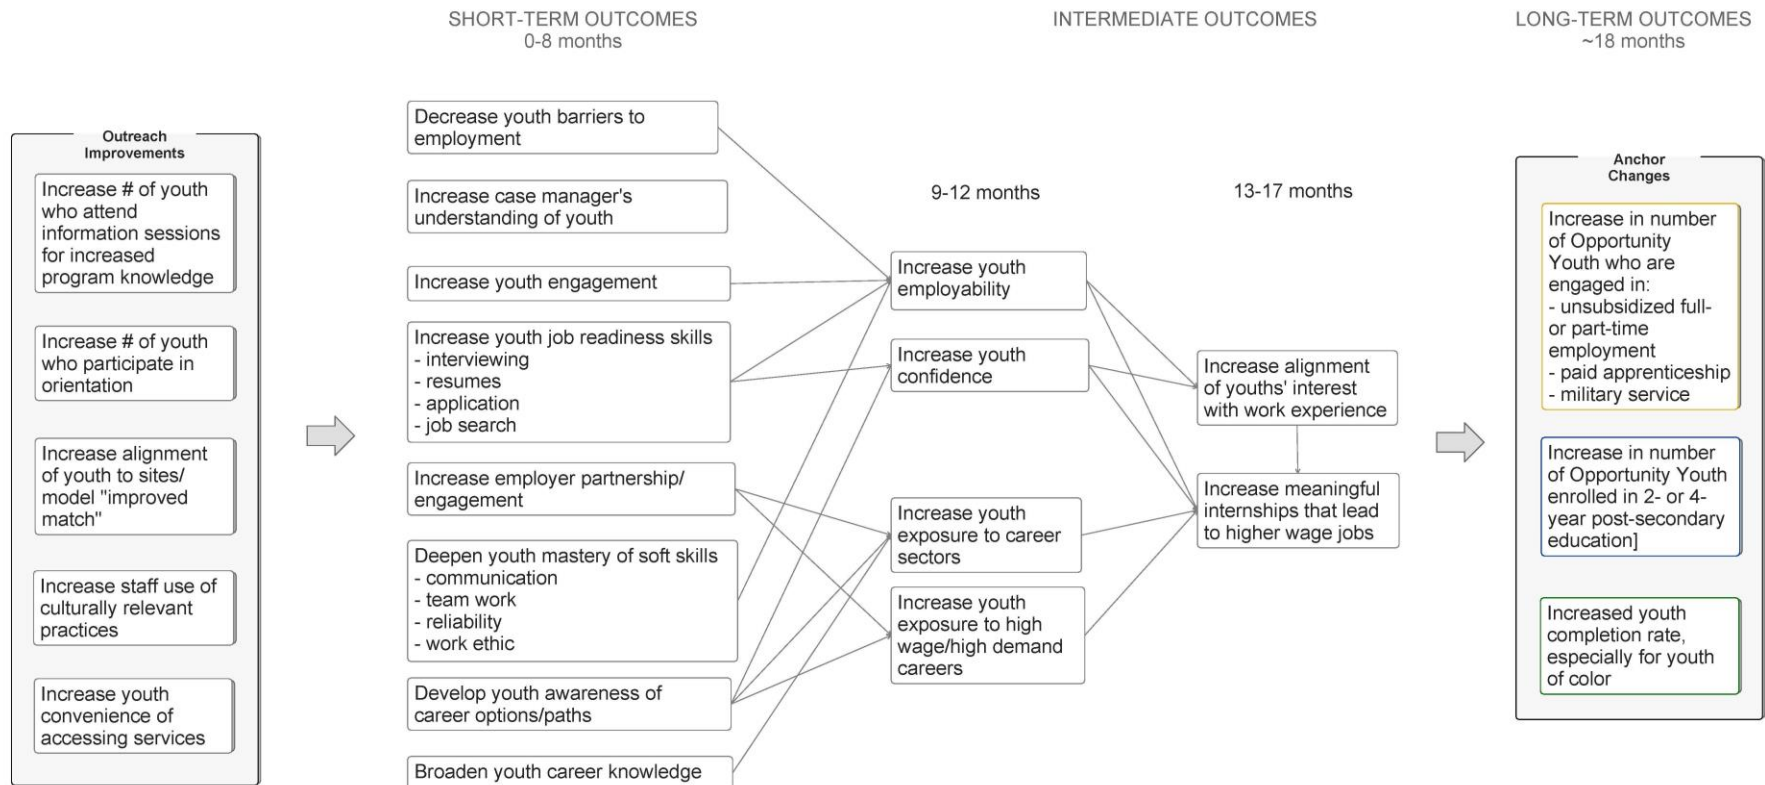 SHORT-TERM OUTCOMES
0-8 months
INTERMEDIATE OUTCOMES
LONG-TERM OUTCOMES
~18 months
Outreach
Improvements
Increase # of youth
who attend
information sessions
for increased
program knowledge
Increase # of youth
who participate in
orientation
Increase alignment
of youth to sites/
model "improved
match"
Increase staff use of
culturally relevant
practices
Increase youth
convenience of
accessing services
Decrease youth barriers to
employment
Increase case manager's
understanding of youth
Increase youth engagement
Increase youth job readiness skills
- interviewing
- resumes
- application
- job search
Increase employer partnership/
engagement
Deepen youth mastery of soft skills
- communication
- team work
- reliability
- work ethic
Develop youth awareness of
career options/paths
Broaden youth career knowledge
9-12 months
Increase youth
employability
Increase youth
confidence
Increase youth
exposure to career
sectors
Increase youth
exposure to high
wage/high demand
careers
13-17 months
Increase alignment
of youths' interest
with work experience
Increase meaningful
internships that lead
to higher wage jobs
Anchor
Changes
Increase in number
of Opportunity
Youth who are
engaged in:
- unsubsidized full-
or part-time
employment
- paid apprenticeship
- military service
Increase in number
of Opportunity Youth
enrolled in 2- or 4-
year post-secondary
education]
Increased youth
completion rate,
especially for youth
of color